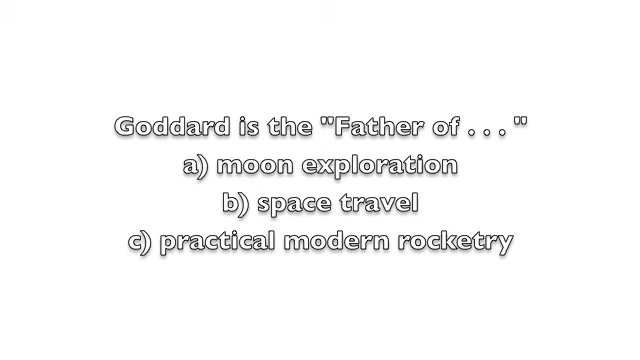 Goddard is the "Father of . . . "
a) moon exploration
b) space travel
c) practical modern rocketry